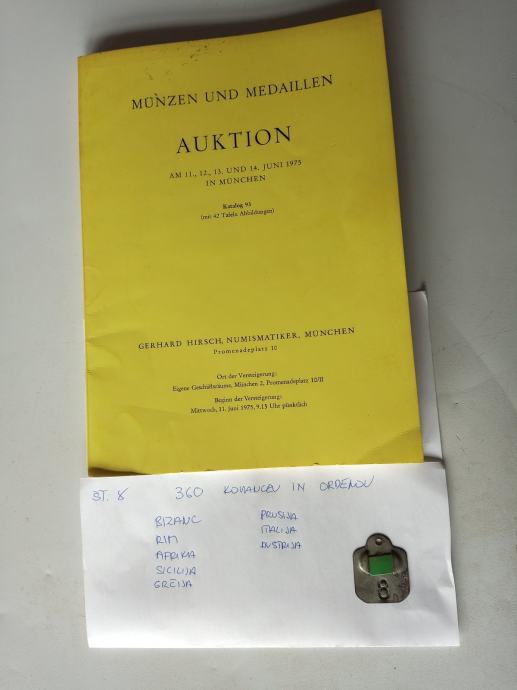 MÜNZEN UND MEDAILLEN
AUKTION
AM 11., 12., 13. UND 14. JUNI 1975
IN MÜNCHEN
Katalog 93
(mit 42 Tafeln Abbildungen)
GERHARD HIRSCH, NUMISMATIKER, MÜNCHEN
Promenadeplatz 10
Ort der Versteigerung:
Eigene Geschäftsräume, München 2, Promenadeplatz 10/II
Beginn der Versteigerung:
Mittwoch, 11. Juni 1975, 9.15 Uhr pünktlich
ŠT. 8 360 KOVANCEV IN ORDENOV
BIZANC PRUSIJA
RIM ITALIJA
AFRIKA AVSTRIJA
SICILIJA
GRČIJA
8